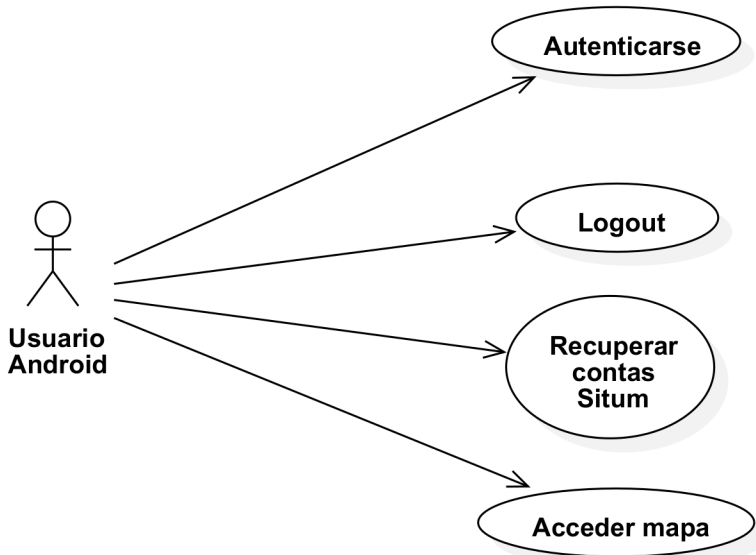 Autenticarse
Logout
Usuario
Android
Recuperar
contas
Situm
Acceder mapa